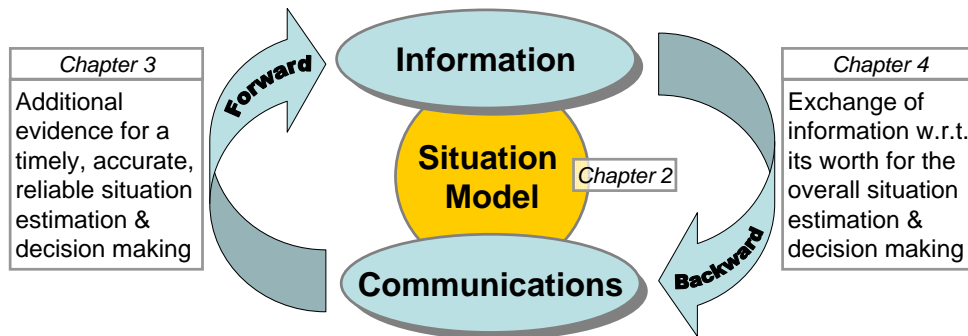 Chapter 3
Additional
evidence for a
timely, accurate,
reliable situation
estimation &
decision making
Forward
Information
Situation
Model
Chapter 2
Communications
Backward
Chapter 4
Exchange of
information w.r.t.
its worth for the
overall situation
estimation &
decision making